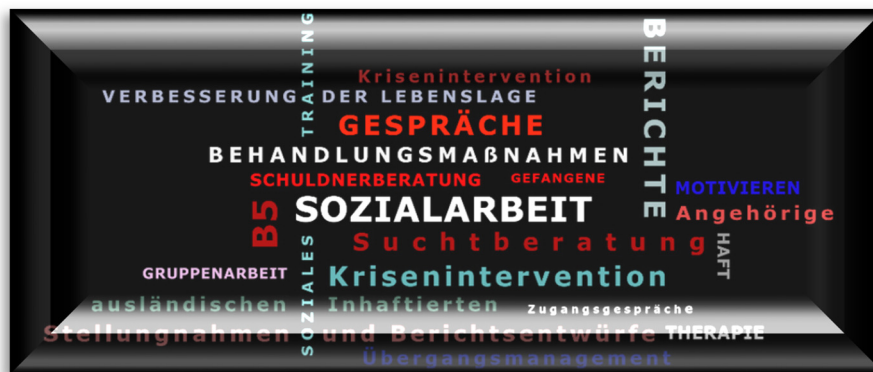 SOZIALES TRAINING
BERICHTE
Krisenintervention
VERBESSERUNG DER LEBENSLAGE
GESPRÄCHE
BEHANDLUNGSMAßNAHMEN
SCHULDNERBERATUNG
GEFANGENE
MOTIVIEREN
B5
SOZIALARBEIT
Angehörige
Suchtberatung
HAFT
GRUPPENARBEIT
Krisenintervention
ausländischen Inhaftierten
Zugangsgespräche
Stellungnahmen und Berichtsentwürfe
THERAPIE
Übergangsmanagement